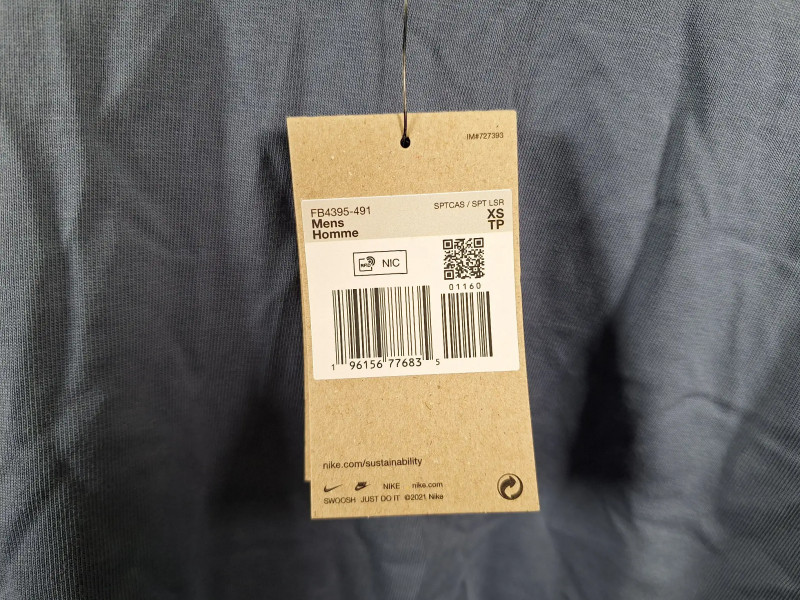 IM#727393
FB4395-491
SPTCAS / SPT LSR
Mens
XS
Homme
TP
RFID
NIC
01160
1 96156 77683 5
nike.com/sustainability
NIKE nike.com
SWOOSH JUST DO IT ©2021 Nike